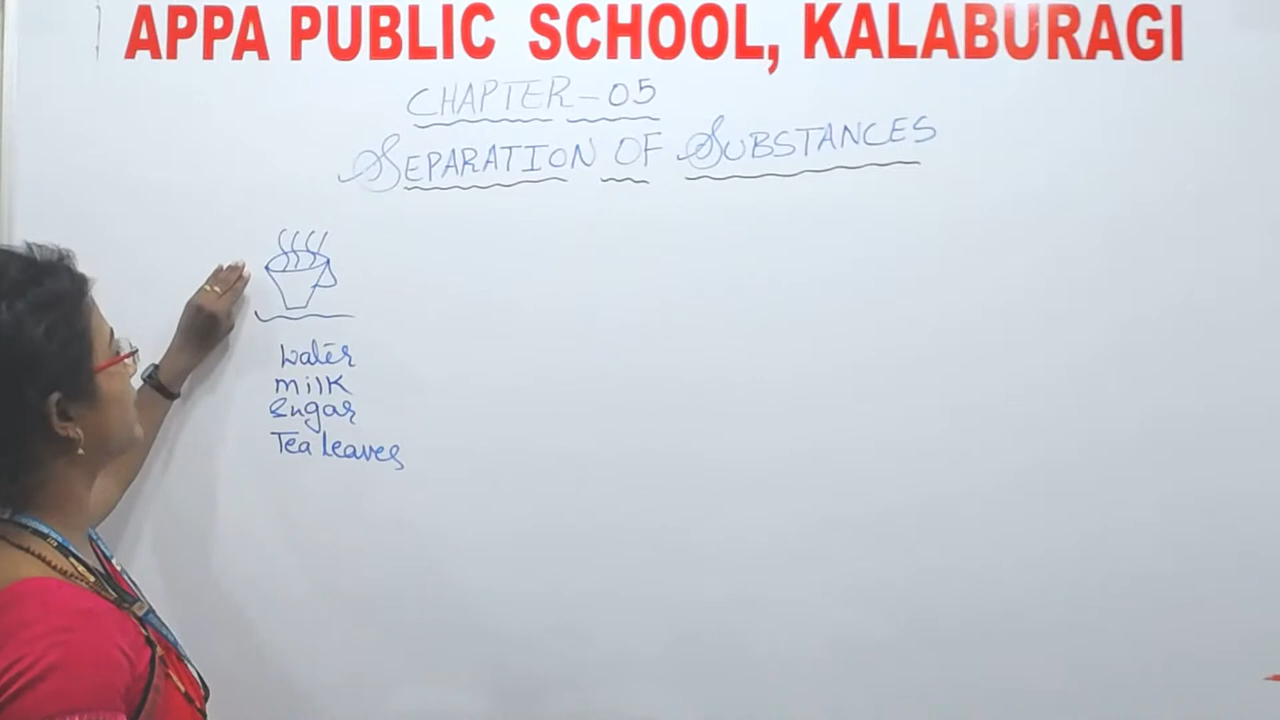 APPA PUBLIC SCHOOL, KALABURAGI
CHAPTER-05
SEPARATION OF SUBSTANCES
water
milk
Sugar
Tea leaves